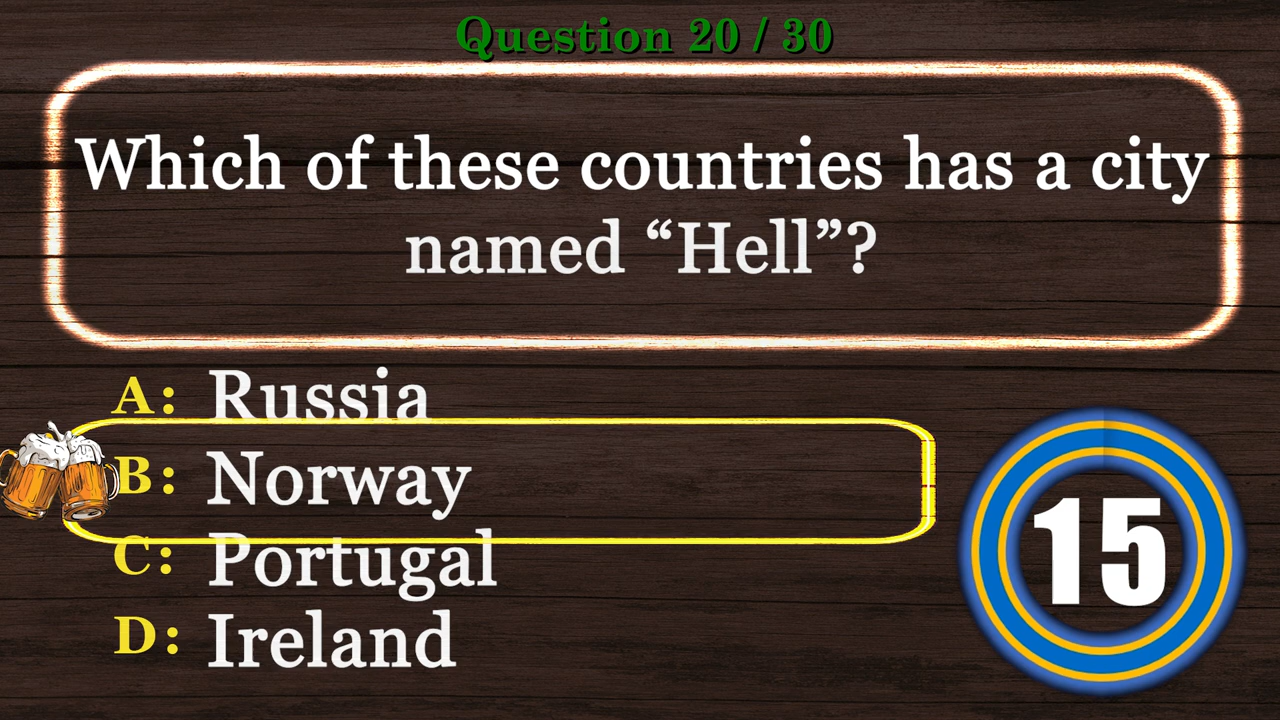 Question 20 / 30
Which of these countries has a city
named “Hell”?
A: Russia
B: Norway
C: Portugal
D: Ireland
15